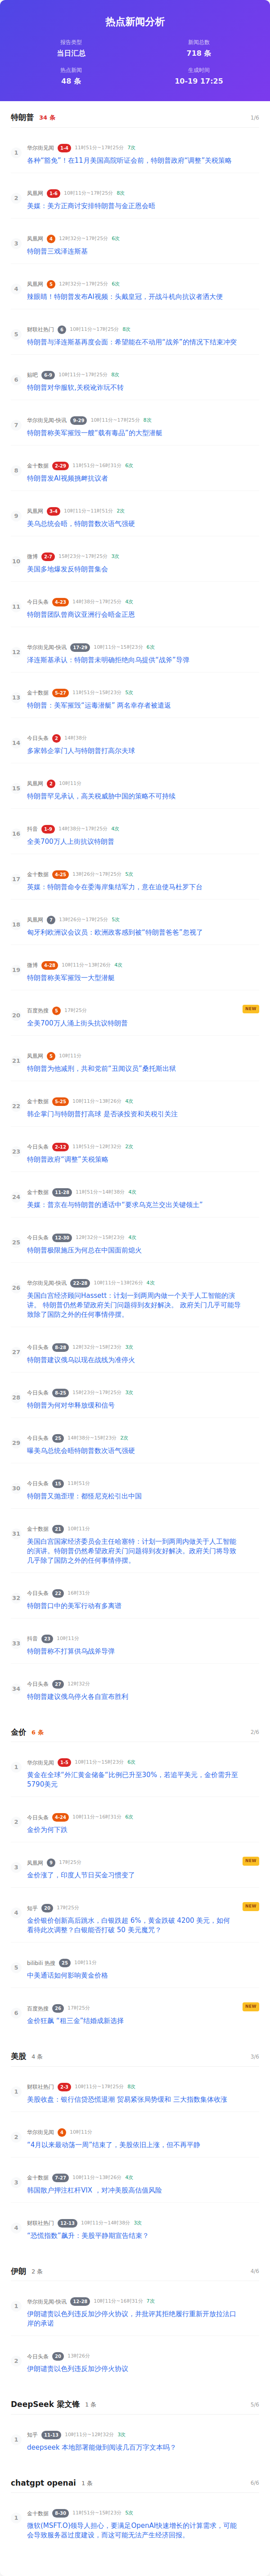 热点新闻分析
报告类型
新闻总数
当日汇总
718 条
热点新闻
生成时间
48 条
10-19 17:25
特朗普 34 条 1/6
1
华尔街见闻 1-4 11时51分~17时25分 7次
各种“豁免”！在11月美国高院听证会前，特朗普政府“调整”关税策略
2
凤凰网 1-6 10时11分~17时25分 8次
美媒：美方正商讨安排特朗普与金正恩会晤
3
凤凰网 4 12时32分~17时25分 6次
特朗普三戏泽连斯基
4
凤凰网 5 12时32分~17时25分 6次
辣眼睛！特朗普发布AI视频：头戴皇冠，开战斗机向抗议者洒大便
5
财联社热门 6 10时11分~17时25分 8次
特朗普与泽连斯基再度会面：希望能在不动用“战斧”的情况下结束冲突
6
贴吧 6-9 10时11分~17时25分 8次
特朗普对华服软,关税讹诈玩不转
7
华尔街见闻-快讯 9-29 10时11分~17时25分 8次
特朗普称美军摧毁一艘“载有毒品”的大型潜艇
8
金十数据 2-29 11时51分~16时31分 6次
特朗普发AI视频挑衅抗议者
9
凤凰网 3-4 10时11分~11时51分 2次
美乌总统会晤，特朗普数次语气强硬
10
微博 2-7 15时23分~17时25分 3次
美国多地爆发反特朗普集会
11
今日头条 4-23 14时38分~17时25分 4次
特朗普团队曾商议亚洲行会晤金正恩
12
华尔街见闻-快讯 17-29 10时11分~15时23分 6次
泽连斯基承认：特朗普未明确拒绝向乌提供“战斧”导弹
13
金十数据 5-27 11时51分~15时23分 5次
特朗普：美军摧毁“运毒潜艇” 两名幸存者被遣返
14
今日头条 2 14时38分
多家韩企掌门人与特朗普打高尔夫球
15
凤凰网 2 10时11分
特朗普罕见承认，高关税威胁中国的策略不可持续
16
抖音 1-9 14时38分~17时25分 4次
全美700万人上街抗议特朗普
17
金十数据 4-25 13时26分~17时25分 5次
英媒：特朗普命令在委海岸集结军力，意在迫使马杜罗下台
18
凤凰网 7 13时26分~17时25分 5次
匈牙利欧洲议会议员：欧洲政客感到被“特朗普爸爸”忽视了
19
微博 4-28 10时11分~13时26分 4次
特朗普称美军摧毁一大型潜艇
20
百度热搜 5 17时25分 NEW
全美700万人涌上街头抗议特朗普
21
凤凰网 5 10时11分
特朗普为他减刑，共和党前“丑闻议员”桑托斯出狱
22
金十数据 5-25 10时11分~13时26分 4次
韩企掌门与特朗普打高球 是否谈投资和关税引关注
23
今日头条 2-12 11时51分~12时32分 2次
特朗普政府“调整”关税策略
24
金十数据 11-28 11时51分~14时38分 4次
美媒：普京在与特朗普的通话中“要求乌克兰交出关键领土”
25
今日头条 12-30 12时32分~15时23分 4次
特朗普极限施压为何总在中国面前熄火
26
华尔街见闻-快讯 22-28 10时11分~13时26分 4次
美国白宫经济顾问Hassett：计划一到两周内做一个关于人工智能的演
讲。 特朗普仍然希望政府关门问题得到友好解决。 政府关门几乎可能导
致除了国防之外的任何事情停摆。
27
今日头条 8-28 12时32分~15时23分 3次
特朗普建议俄乌以现在战线为准停火
28
今日头条 8-25 15时23分~17时25分 3次
特朗普为何对华释放缓和信号
29
今日头条 25 14时38分~15时23分 2次
曝美乌总统会晤特朗普数次语气强硬
30
今日头条 15 11时51分
特朗普又抛歪理：都怪尼克松引出中国
31
金十数据 21 10时11分
美国白宫国家经济委员会主任哈塞特：计划一到两周内做关于人工智能
的演讲。特朗普仍然希望政府关门问题得到友好解决。政府关门将导致
几乎除了国防之外的任何事情停摆。
32
今日头条 22 16时31分
特朗普口中的美军行动有多离谱
33
抖音 23 10时11分
特朗普称不打算供乌战斧导弹
34
今日头条 27 12时32分
特朗普建议俄乌停火各自宣布胜利
金价 6 条 2/6
1
华尔街见闻 1-5 10时11分~15时23分 6次
黄金在全球“外汇黄金储备”比例已升至30%，若追平美元，金价需升至
5790美元
2
今日头条 4-24 10时11分~16时31分 6次
金价为何下跌
3
凤凰网 9 17时25分 NEW
金价涨了，印度人节日买金习惯变了
4
知乎 20 17时25分 NEW
金价银价创新高后跳水，白银跌超 6%，黄金跌破 4200 美元，如何
看待此次调整？白银能否打破 50 美元魔咒？
5
bilibili 热搜 25 10时11分
中美通话如何影响黄金价格
6
百度热搜 26 17时25分 NEW
金价狂飙 “租三金”结婚成新选择
美股 4 条 3/6
1
财联社热门 2-3 10时11分~17时25分 8次
美股收盘：银行信贷恐慌退潮 贸易紧张局势缓和 三大指数集体收涨
2
华尔街见闻 4 10时11分
“4月以来最动荡一周”结束了，美股依旧上涨，但不再平静
3
金十数据 7-27 10时11分~13时26分 4次
韩国散户押注杠杆VIX ，对冲美股高估值风险
4
财联社热门 12-13 10时11分~14时38分 3次
“恐慌指数”飙升：美股平静期宣告结束？
伊朗 2 条 4/6
1
华尔街见闻-快讯 12-28 10时11分~16时31分 7次
伊朗谴责以色列违反加沙停火协议，并批评其拒绝履行重新开放拉法口
岸的承诺
2
今日头条 20 13时26分
伊朗谴责以色列违反加沙停火协议
DeepSeek 梁文锋 1 条 5/6
1
知乎 11-13 10时11分~12时32分 3次
deepseek 本地部署能做到阅读几百万字文本吗？
chatgpt openai 1 条 6/6
1
金十数据 8-30 11时51分~15时23分 5次
微软(MSFT.O)领导人担心，要满足OpenAI快速增长的计算需求，可能
会导致服务器过度建设，而这可能无法产生经济回报。